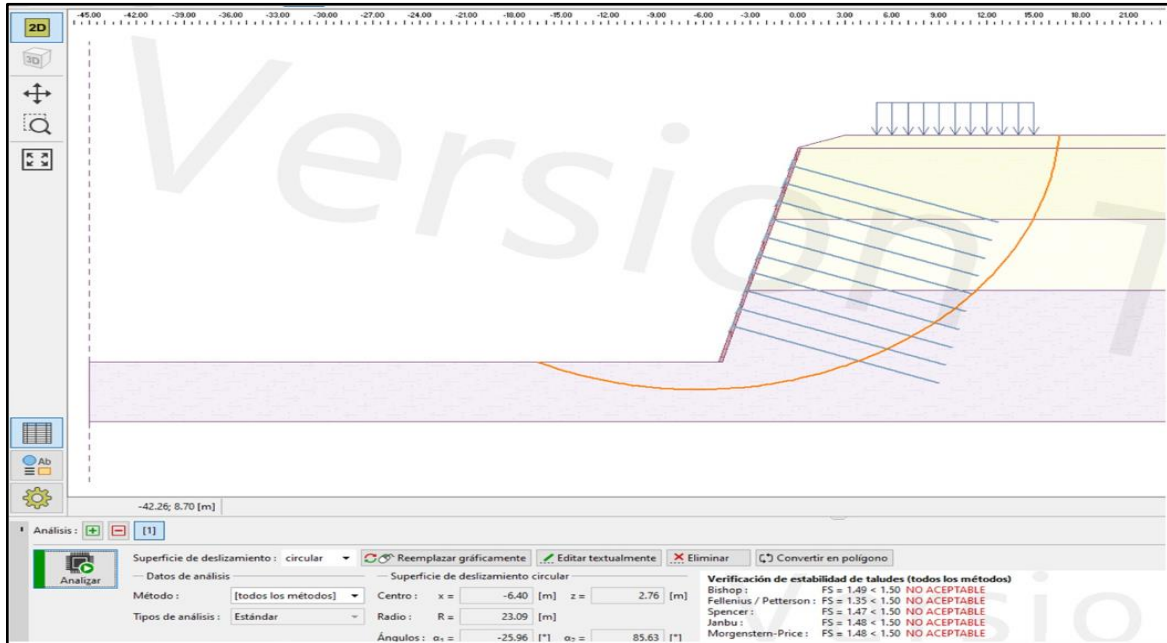 -45.00 -42.00 -39.00 -36.00 -33.00 -30.00 -27.00 -24.00 -21.00 -18.00 -15.00 -12.00 -9.00 -6.00 -3.00 0.00 3.00 6.00 9.00 12.00 15.00 18.00 21.00
2D
3D
Version T
Ab
-42.26; 8.70 [m]
Análisis : [1]
Analizar
Superficie de deslizamiento : circular Reemplazar gráficamente Editar textualmente Eliminar Convertir en polígono
Datos de análisis
Método : [todos los métodos]
Tipos de análisis : Estándar
Superficie de deslizamiento circular
Centro : x = -6.40 [m] z = 2.76 [m]
Radio : R = 23.09 [m]
Ángulos : α1 = -25.96 [°] α2 = 85.63 [°]
Verificación de estabilidad de taludes (todos los métodos)
Bishop : FS = 1.49 < 1.50 NO ACEPTABLE
Fellenius / Petterson : FS = 1.35 < 1.50 NO ACEPTABLE
Spencer : FS = 1.47 < 1.50 NO ACEPTABLE
Janbu : FS = 1.48 < 1.50 NO ACEPTABLE
Morgenstern-Price : FS = 1.48 < 1.50 NO ACEPTABLE